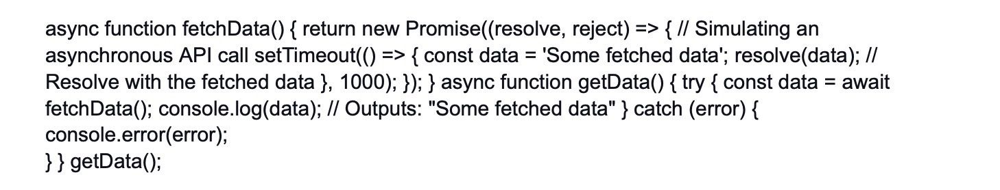 async function fetchData() { return new Promise((resolve, reject) => { // Simulating an
asynchronous API call setTimeout(() => { const data = 'Some fetched data'; resolve(data); //
Resolve with the fetched data }, 1000); }); } async function getData() { try { const data = await
fetchData(); console.log(data); // Outputs: "Some fetched data" } catch (error) {
console.error(error);
} } getData();